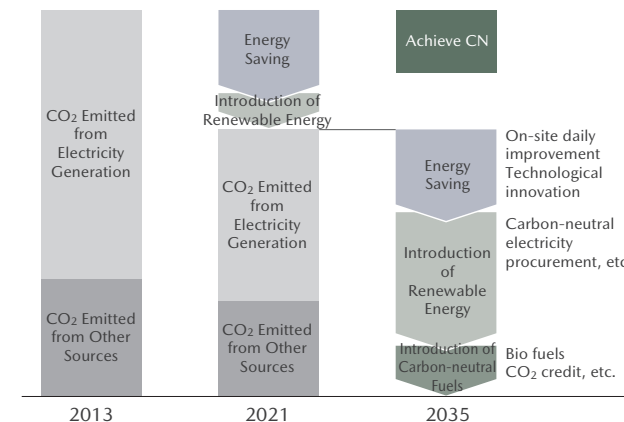 CO2 Emitted
from
Electricity
Generation
CO2 Emitted
from Other
Sources
2013
Energy
Saving
Introduction of
Renewable Energy
CO2 Emitted
from
Electricity
Generation
CO2 Emitted
from Other
Sources
2021
Achieve CN
Energy
Saving
On-site daily
improvement
Technological
innovation
Introduction
of
Renewable
Energy
Carbon-neutral
electricity
procurement, etc
Introduction of
Carbon-neutral
Fuels
Bio fuels
CO2 credit, etc.
2035